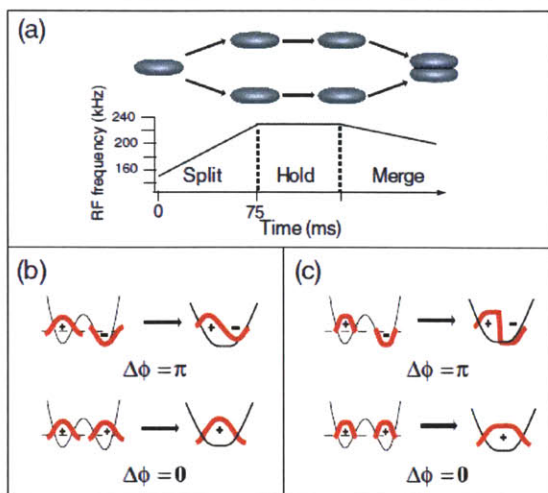 (a)
RF frequency (kHz)
240
200
160
Split
Hold
Merge
0
75
Time (ms)
(b)
+
-
+
-
Δϕ = π
+
+
+
Δϕ = 0
(c)
+
-
+
-
Δϕ = π
+
+
+
Δϕ = 0